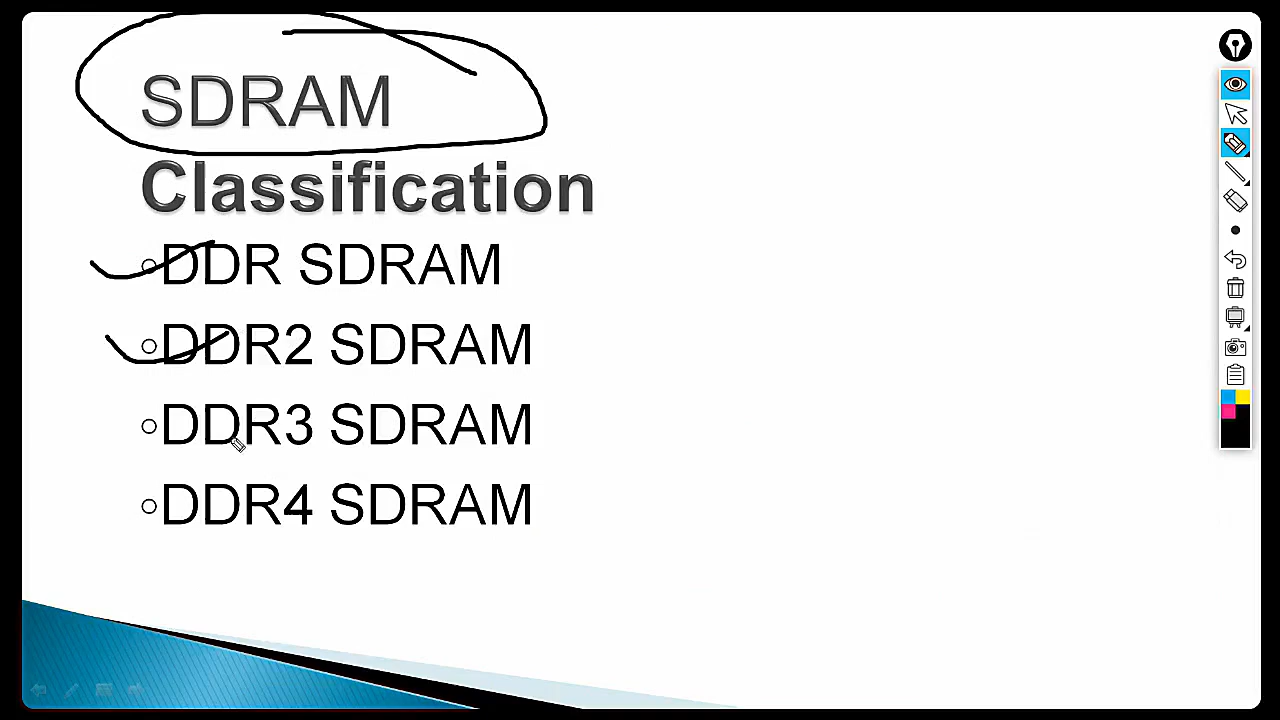 SDRAM
Classification
DDR SDRAM
DDR2 SDRAM
DDR3 SDRAM
DDR4 SDRAM